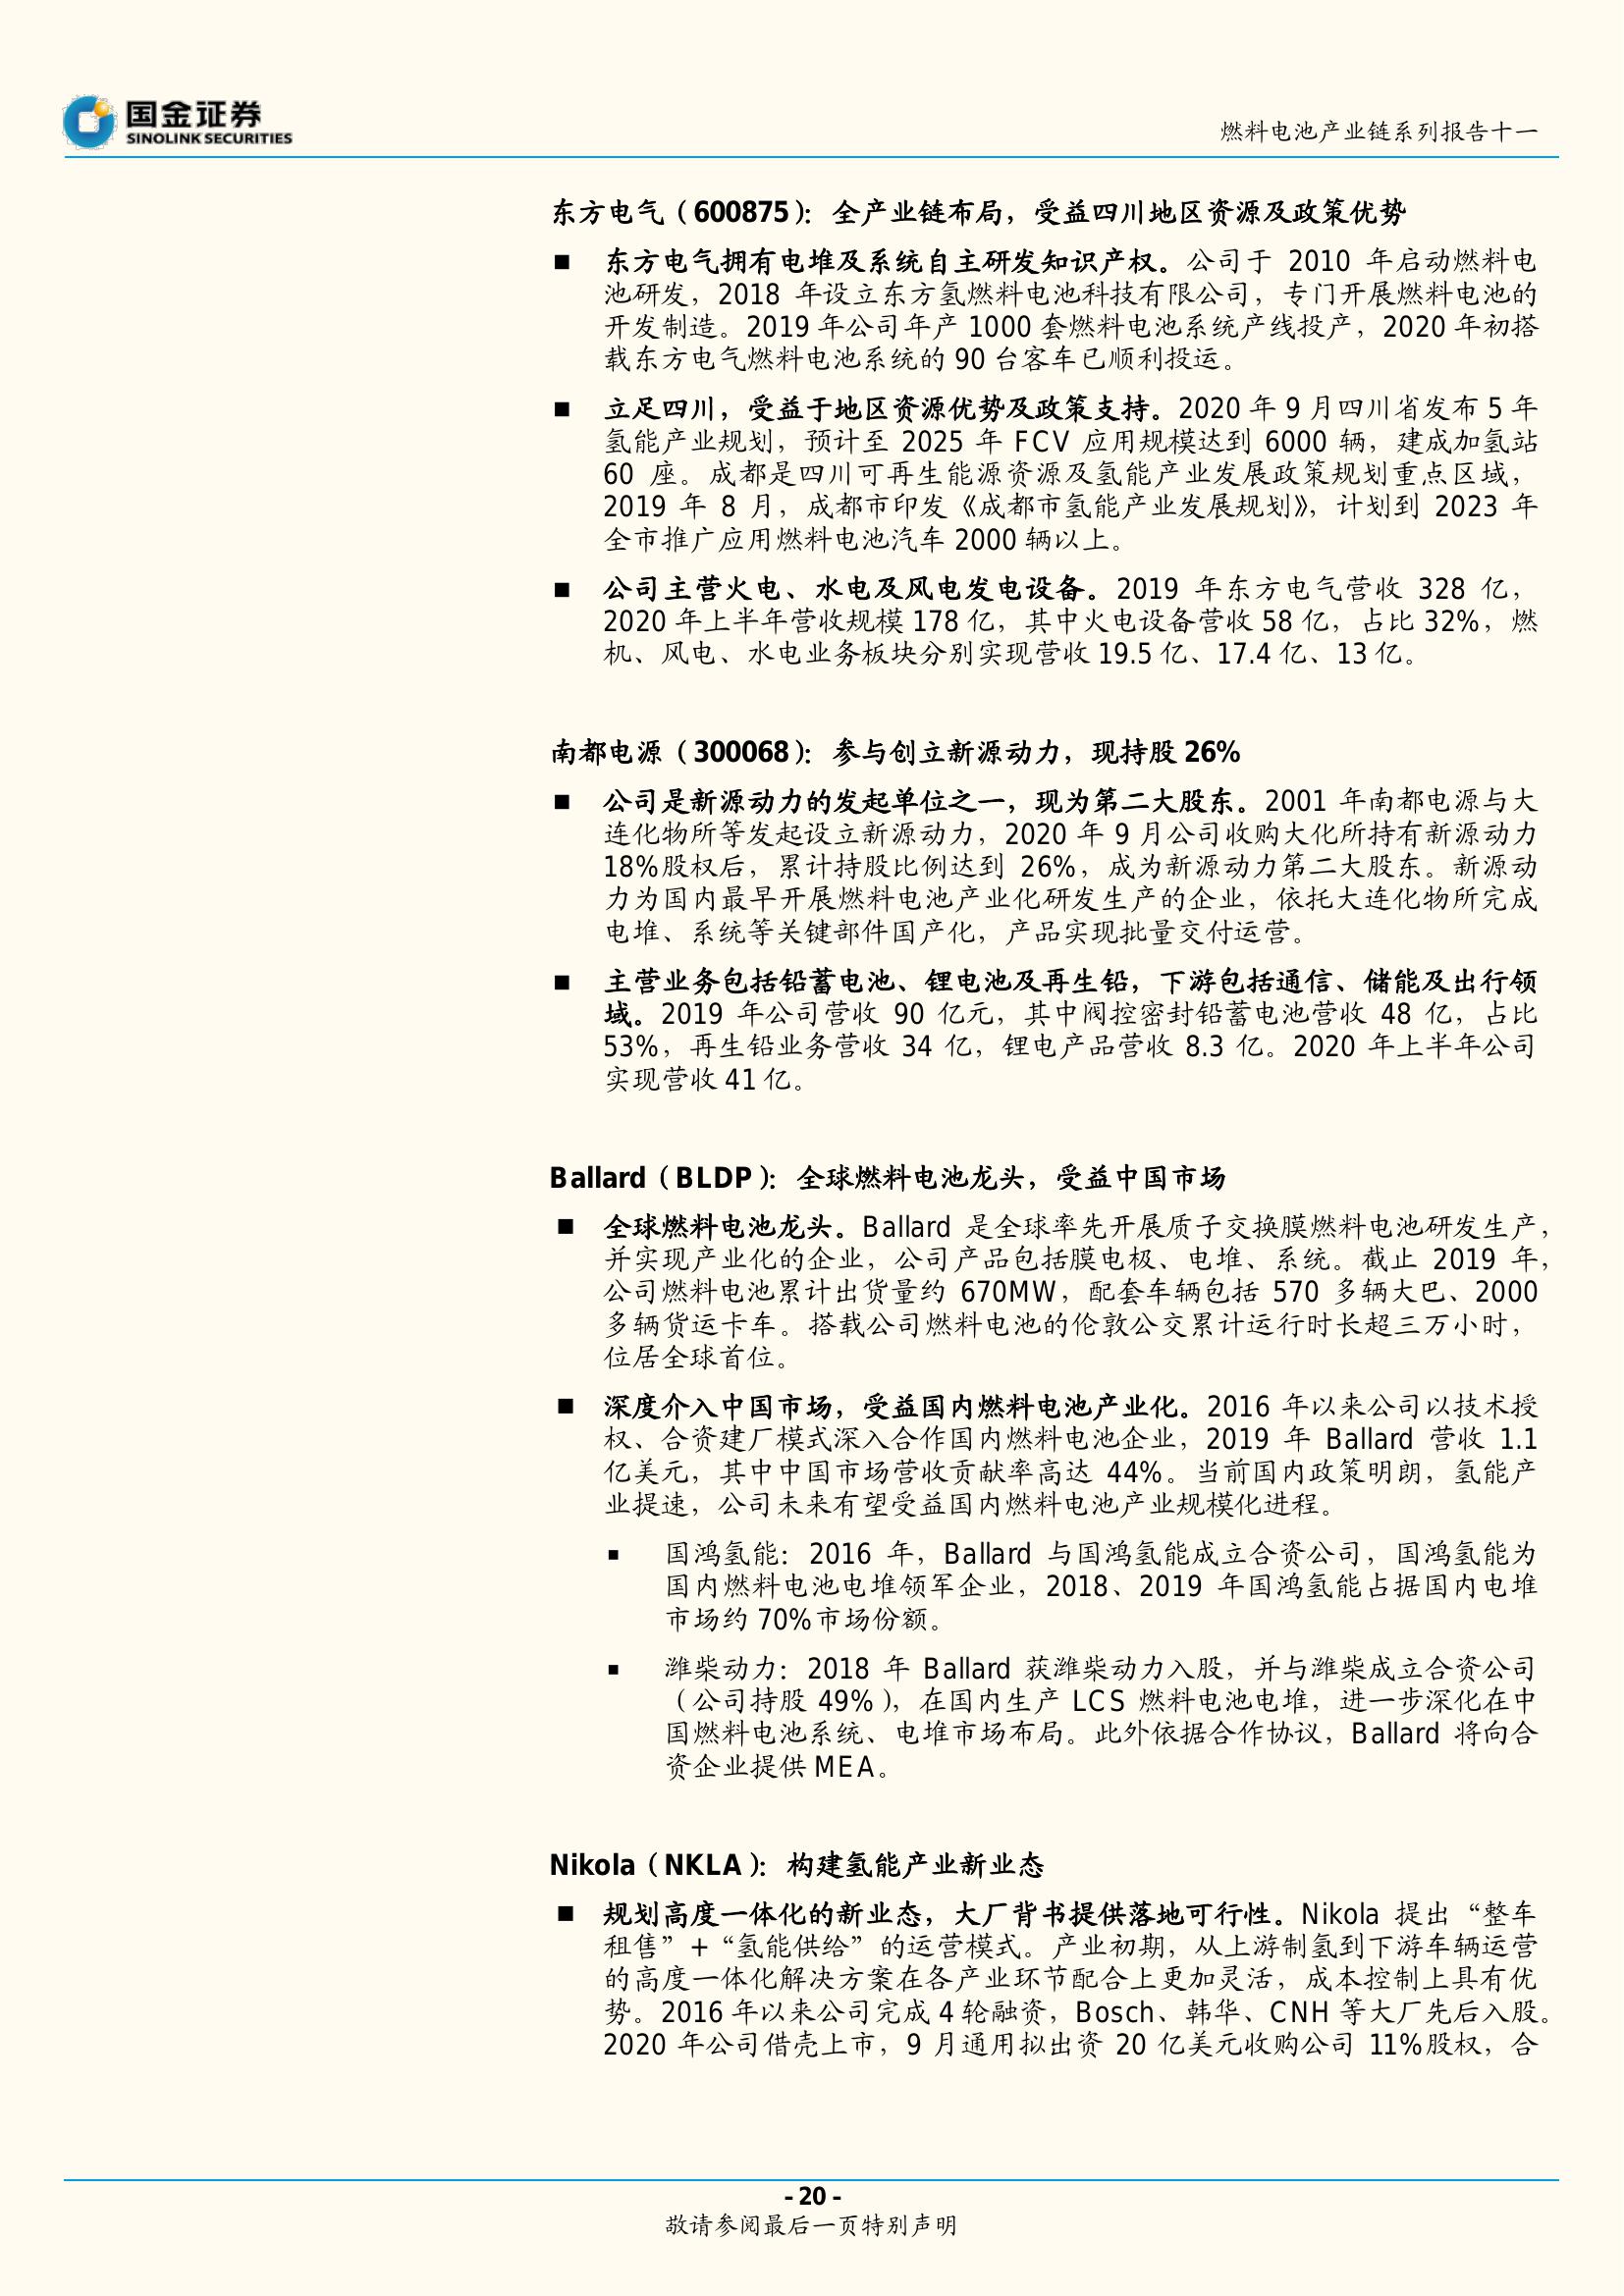 国金证券
SINOLINK SECURITIES
燃料电池产业链系列报告十一
东方电气（600875）：全产业链布局，受益四川地区资源及政策优势
■ 东方电气拥有电堆及系统自主研发知识产权。公司于 2010 年启动燃料电
池研发，2018 年设立东方氢燃料电池科技有限公司，专门开展燃料电池的
开发制造。2019 年公司年产 1000 套燃料电池系统产线投产，2020 年初搭
载东方电气燃料电池系统的 90 台客车已顺利投运。
■ 立足四川，受益于地区资源优势及政策支持。2020 年 9 月四川省发布 5 年
氢能产业规划，预计至 2025 年 FCV 应用规模达到 6000 辆，建成加氢站
60 座。成都是四川可再生能源资源及氢能产业发展政策规划重点区域，
2019 年 8 月，成都市印发《成都市氢能产业发展规划》，计划到 2023 年
全市推广应用燃料电池汽车 2000 辆以上。
■ 公司主营火电、水电及风电发电设备。2019 年东方电气营收 328 亿，
2020 年上半年营收规模 178 亿，其中火电设备营收 58 亿，占比 32%，燃
机、风电、水电业务板块分别实现营收 19.5 亿、17.4 亿、13 亿。
南都电源（300068）：参与创立新源动力，现持股 26%
■ 公司是新源动力的发起单位之一，现为第二大股东。2001 年南都电源与大
连化物所等发起设立新源动力，2020 年 9 月公司收购大化所持有新源动力
18%股权后，累计持股比例达到 26%，成为新源动力第二大股东。新源动
力为国内最早开展燃料电池产业化研发生产的企业，依托大连化物所完成
电堆、系统等关键部件国产化，产品实现批量交付运营。
■ 主营业务包括铅蓄电池、锂电池及再生铅，下游包括通信、储能及出行领
域。2019 年公司营收 90 亿元，其中阀控密封铅蓄电池营收 48 亿，占比
53%，再生铅业务营收 34 亿，锂电产品营收 8.3 亿。2020 年上半年公司
实现营收 41 亿。
Ballard（BLDP）：全球燃料电池龙头，受益中国市场
■ 全球燃料电池龙头。Ballard 是全球率先开展质子交换膜燃料电池研发生产，
并实现产业化的企业，公司产品包括膜电极、电堆、系统。截止 2019 年，
公司燃料电池累计出货量约 670MW，配套车辆包括 570 多辆大巴、2000
多辆货运卡车。搭载公司燃料电池的伦敦公交累计运行时长超三万小时，
位居全球首位。
■ 深度介入中国市场，受益国内燃料电池产业化。2016 年以来公司以技术授
权、合资建厂模式深入合作国内燃料电池企业，2019 年 Ballard 营收 1.1
亿美元，其中中国市场营收贡献率高达 44%。当前国内政策明朗，氢能产
业提速，公司未来有望受益国内燃料电池产业规模化进程。
▪ 国鸿氢能：2016 年，Ballard 与国鸿氢能成立合资公司，国鸿氢能为
国内燃料电池电堆领军企业，2018、2019 年国鸿氢能占据国内电堆
市场约 70%市场份额。
▪ 潍柴动力：2018 年 Ballard 获潍柴动力入股，并与潍柴成立合资公司
（公司持股 49%），在国内生产 LCS 燃料电池电堆，进一步深化在中
国燃料电池系统、电堆市场布局。此外依据合作协议，Ballard 将向合
资企业提供 MEA。
Nikola（NKLA）：构建氢能产业新业态
■ 规划高度一体化的新业态，大厂背书提供落地可行性。Nikola 提出“整车
租售”+“氢能供给”的运营模式。产业初期，从上游制氢到下游车辆运营
的高度一体化解决方案在各产业环节配合上更加灵活，成本控制上具有优
势。2016 年以来公司完成 4 轮融资，Bosch、韩华、CNH 等大厂先后入股。
2020 年公司借壳上市，9 月通用拟出资 20 亿美元收购公司 11%股权，合
- 20 -
敬请参阅最后一页特别声明